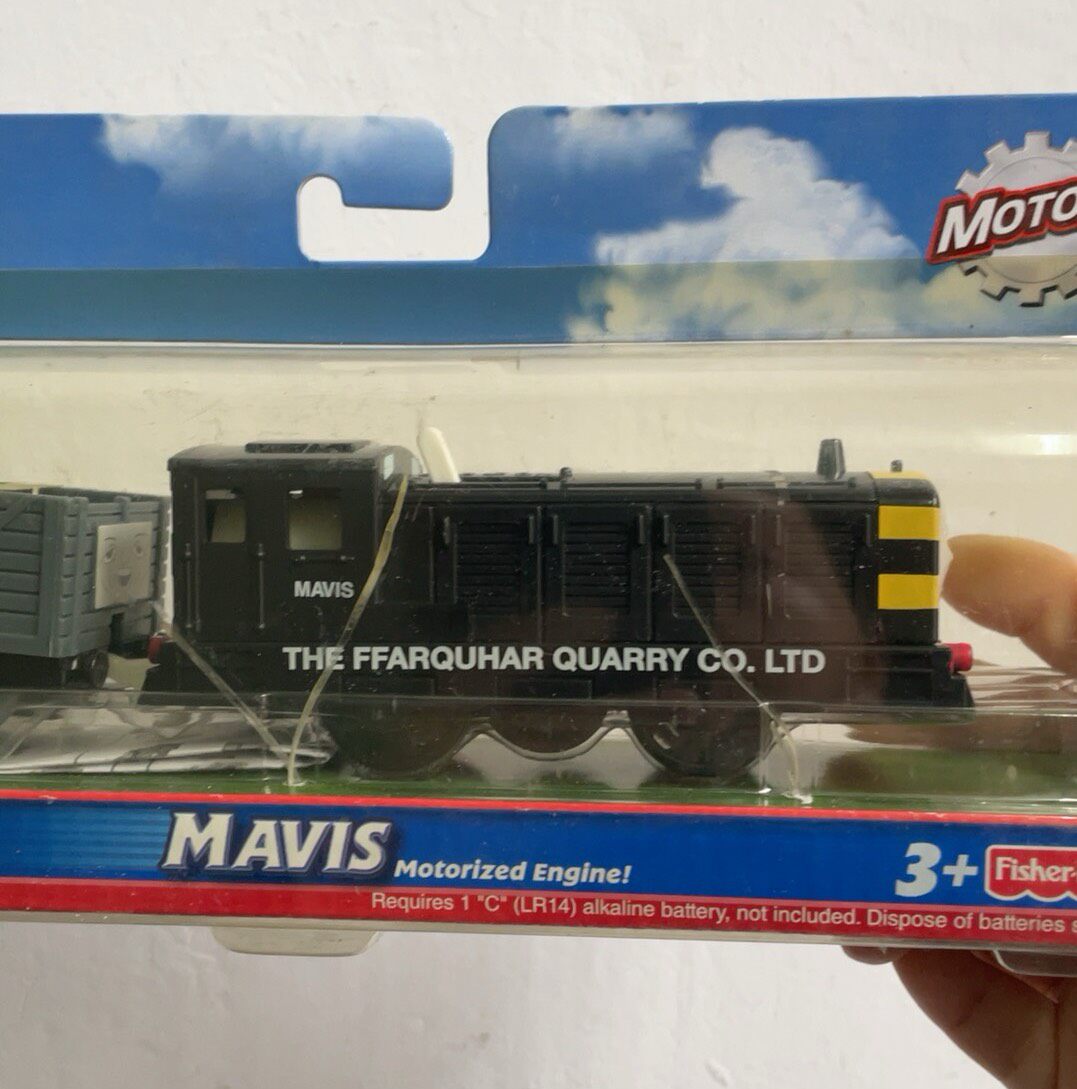 MOTO
MAVIS
THE FFARQUHAR QUARRY CO. LTD
MAVIS
Motorized Engine!
3+
Fisher-
Requires 1 "C" (LR14) alkaline battery, not included. Dispose of batteries s